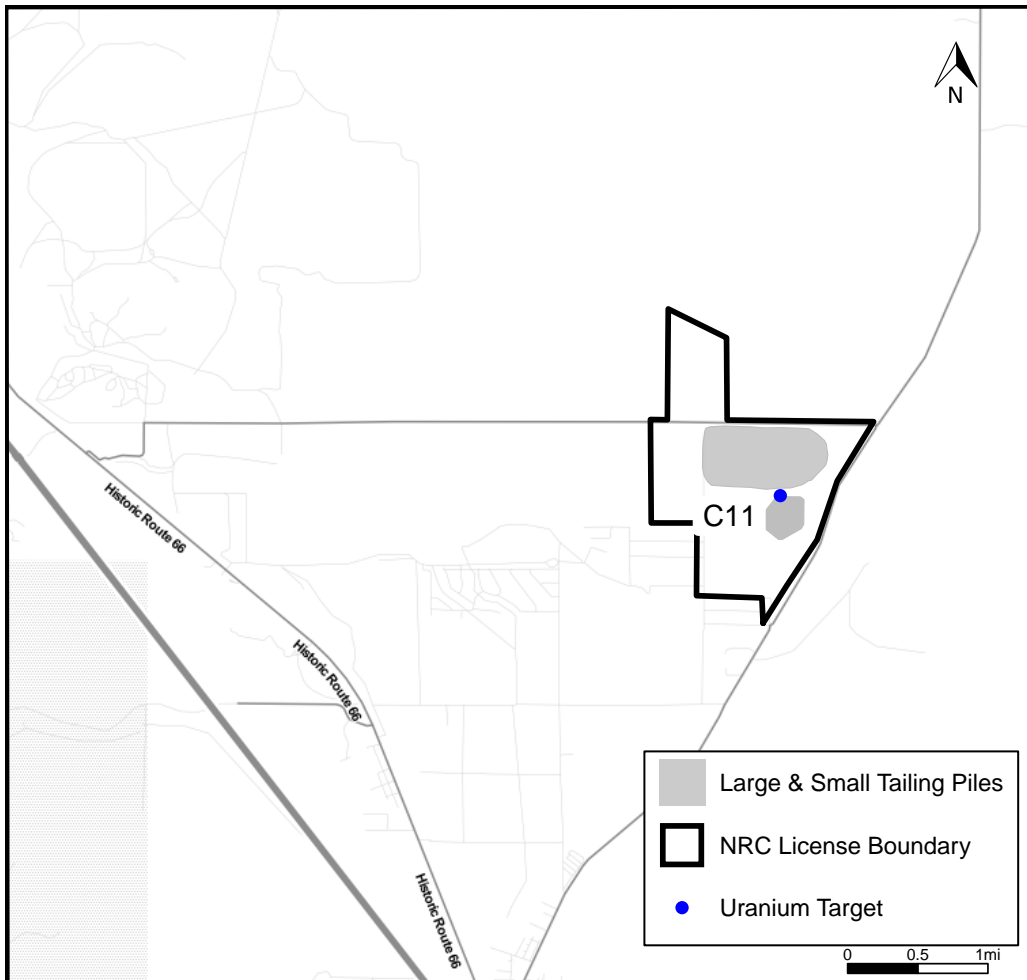 N
C11
Historic Route 66
Historic Route 66
Historic Route 66
Large & Small Tailing Piles
NRC License Boundary
Uranium Target
0 0.5 1mi